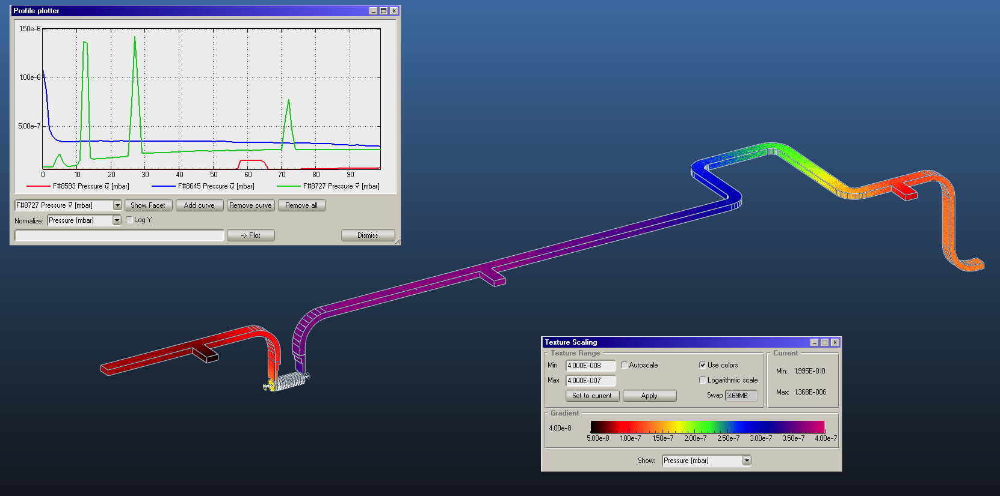 Profile plotter
1.50e-6
1.00e-6
5.00e-7
0 10 20 30 40 50 60 70 80 90
F#8593 Pressure u⃗ [mbar] F#8645 Pressure u⃗ [mbar] F#8727 Pressure v⃗ [mbar]
F#8727 Pressure v⃗ [mbar] Show Facet Add curve Remove curve Remove all
Normalize: Pressure (mbar) Log Y
-> Plot Dismiss
Texture Scaling
Texture Range Current
Min 4.000E-008 Autoscale Use colors Min: 1.995E-010
Max 4.000E-007 Logarithmic scale Max: 1.368E-006
Set to current Apply Swap 3.69MB
Gradient
4.00e-8
5.00e-8 1.00e-7 1.50e-7 2.00e-7 2.50e-7 3.00e-7 3.50e-7 4.00e-7
Show: Pressure [mbar]